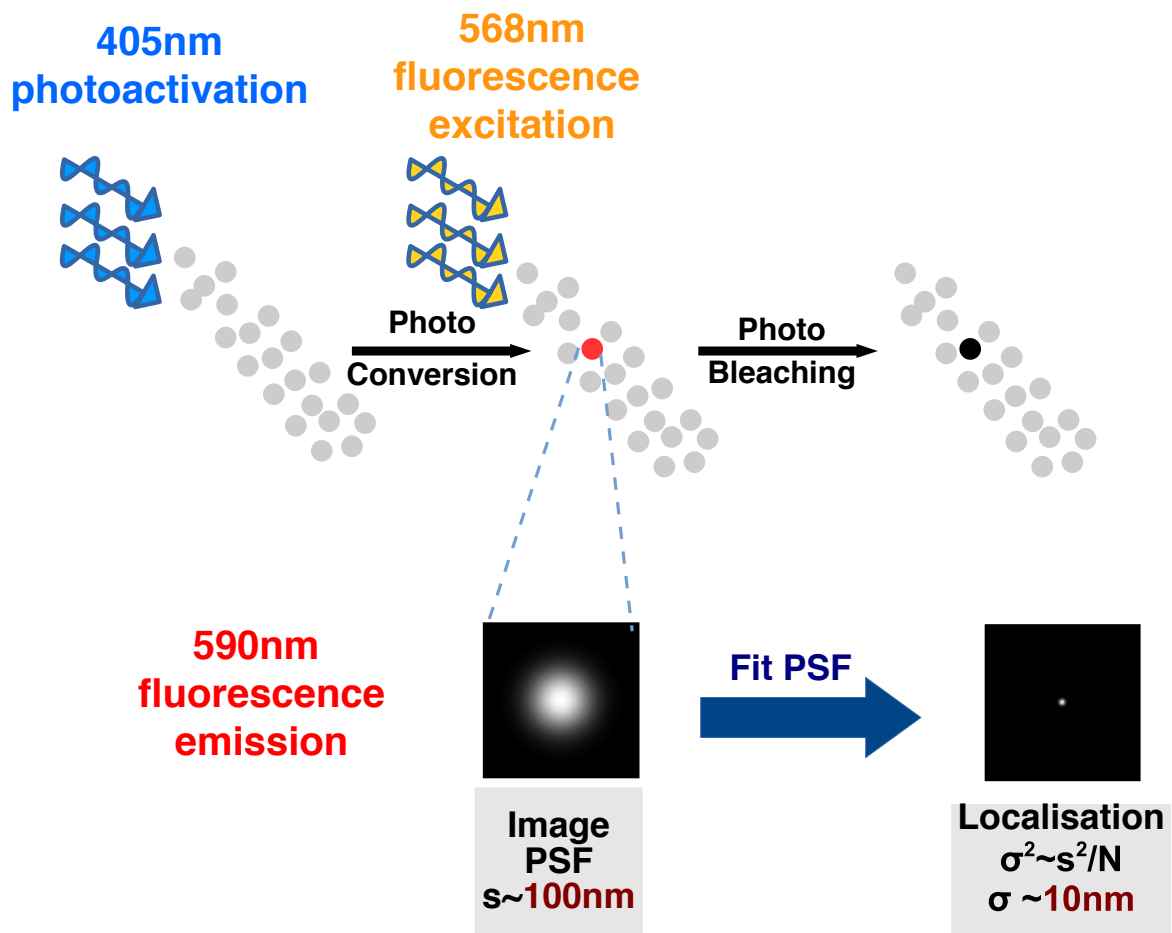 405nm
photoactivation
568nm
fluorescence
excitation
Photo
Conversion
Photo
Bleaching
590nm
fluorescence
emission
Fit PSF
Image
PSF
s~100nm
Localisation
σ²~s²/N
σ ~10nm